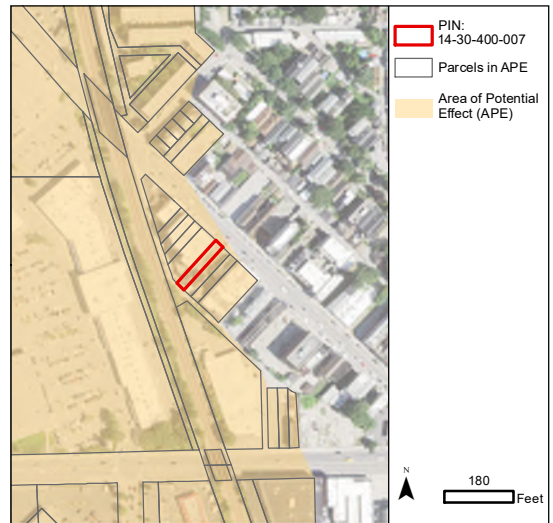 PIN:
14-30-400-007
Parcels in APE
Area of Potential
Effect (APE)
N
180
Feet